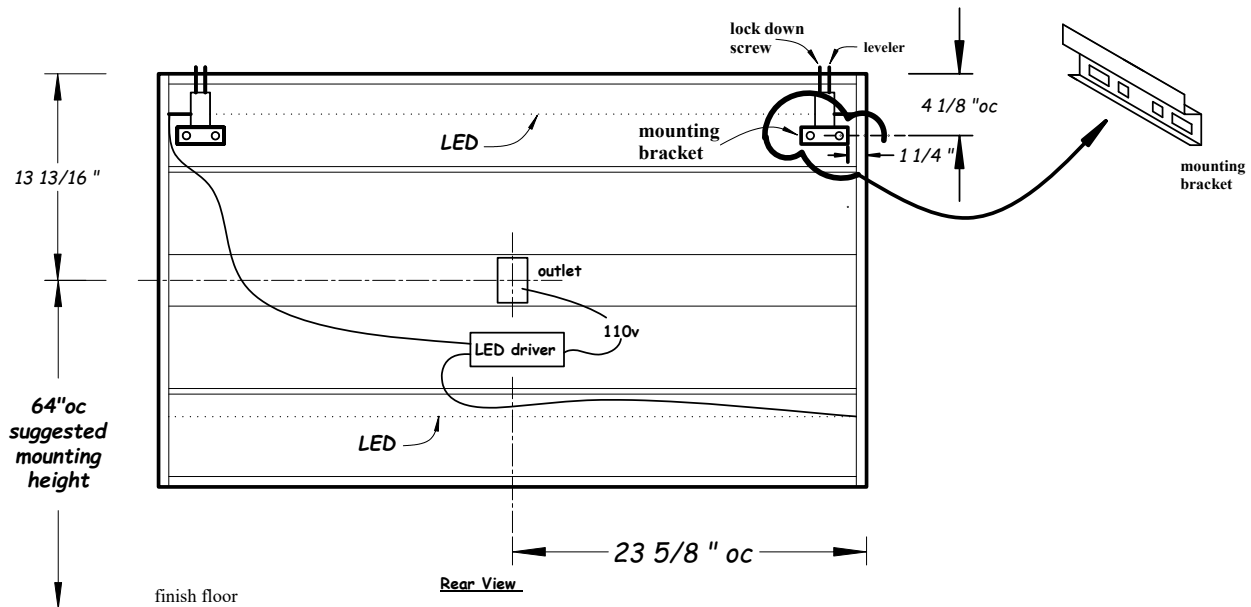 lock down
screw
leveler
4 1/8 "oc
LED
mounting
bracket
1 1/4 "
mounting
bracket
13 13/16 "
outlet
110v
LED driver
64"oc
suggested
mounting
height
LED
23 5/8 " oc
Rear View
finish floor